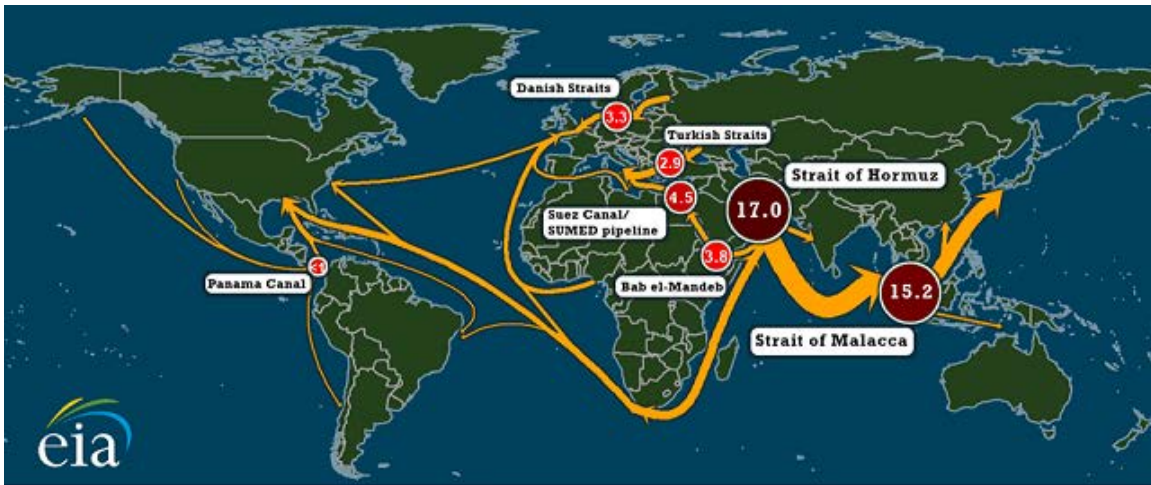 Danish Straits
3.3
Turkish Straits
2.9
Strait of Hormuz
17.0
4.5
Suez Canal/
SUMED pipeline
3.8
Bab el-Mandeb
<1
Panama Canal
15.2
Strait of Malacca
eia